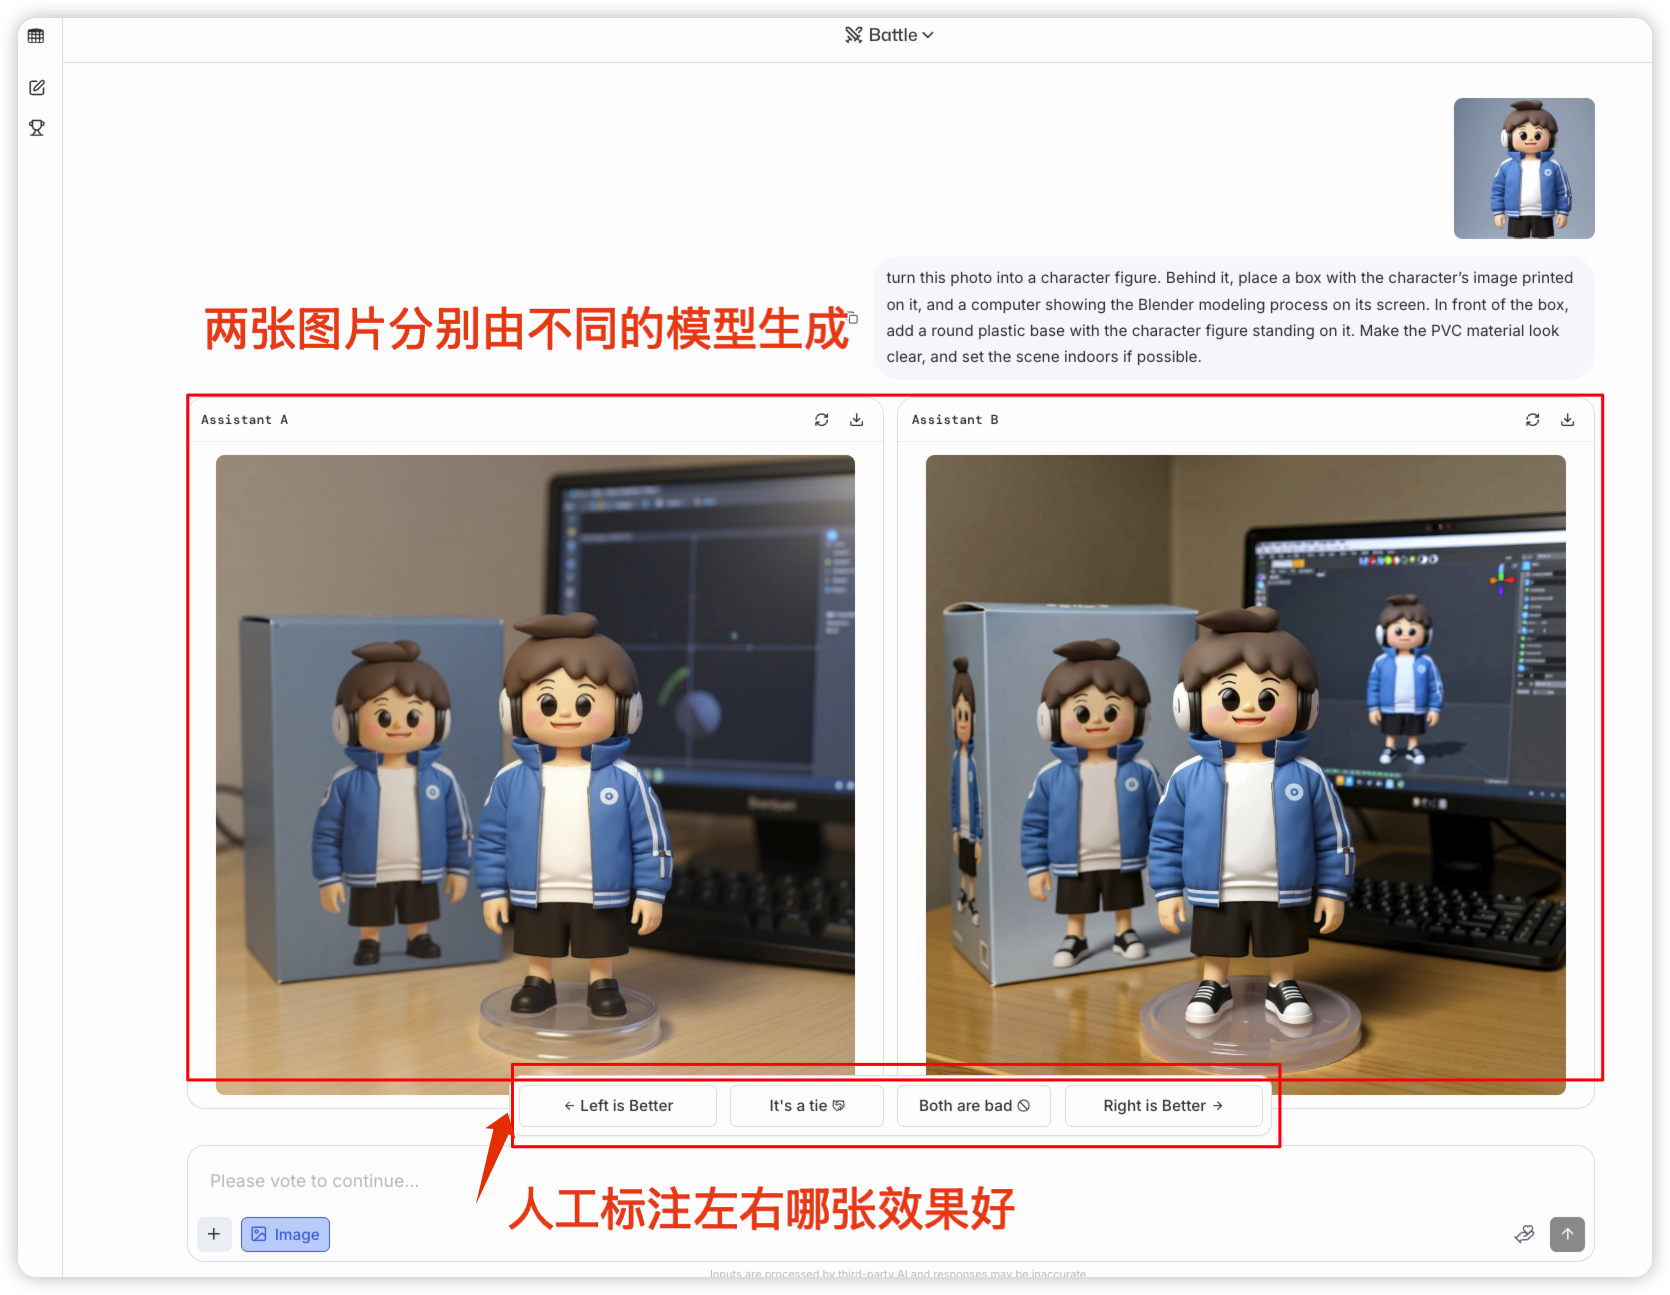 Battle
turn this photo into a character figure. Behind it, place a box with the character’s image printed
on it, and a computer showing the Blender modeling process on its screen. In front of the box,
add a round plastic base with the character figure standing on it. Make the PVC material look
clear, and set the scene indoors if possible.
两张图片分别由不同的模型生成
Assistant A
Assistant B
← Left is Better
It's a tie
Both are bad
Right is Better →
Please vote to continue...
人工标注左右哪张效果好
+ Image
Inputs are processed by third-party AI and responses may be inaccurate.